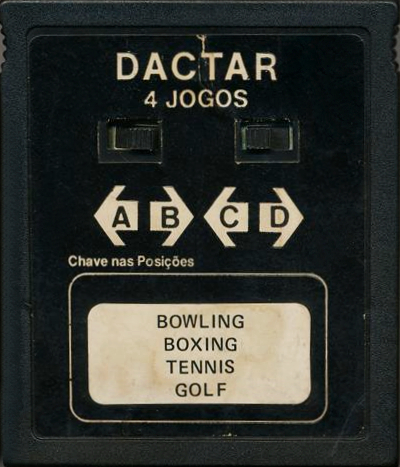 DACTAR
4 JOGOS
A B C D
Chave nas Posições
BOWLING
BOXING
TENNIS
GOLF